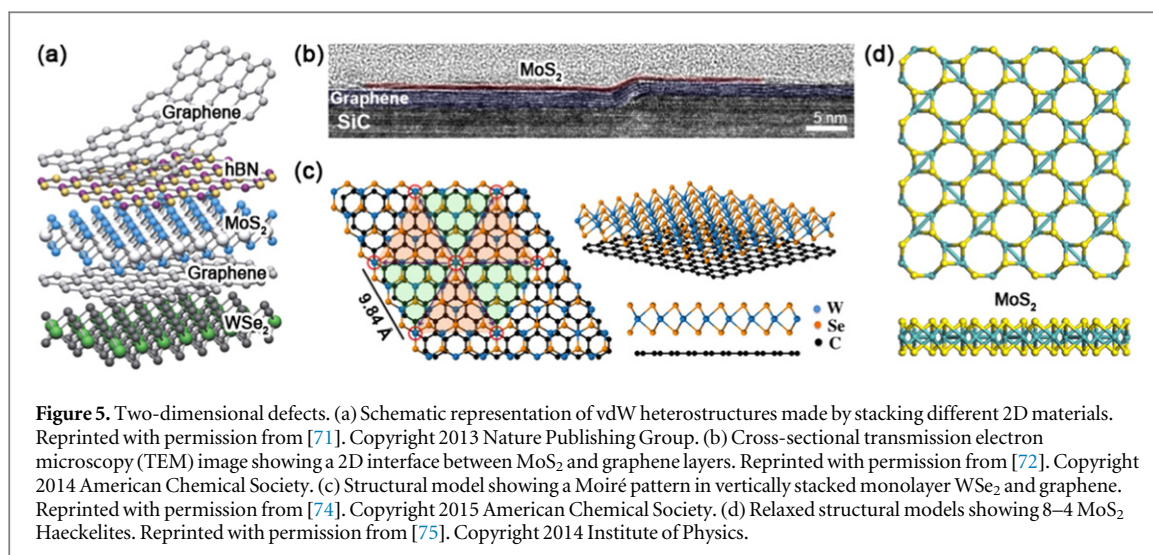 (a)
Graphene
hBN
MoS₂
Graphene
WSe₂
(b)
MoS₂
Graphene
SiC
5 nm
(c)
9.84 Å
W
Se
C
(d)
MoS₂
Figure 5. Two-dimensional defects. (a) Schematic representation of vdW heterostructures made by stacking different 2D materials.
Reprinted with permission from [71]. Copyright 2013 Nature Publishing Group. (b) Cross-sectional transmission electron
microscopy (TEM) image showing a 2D interface between MoS₂ and graphene layers. Reprinted with permission from [72]. Copyright
2014 American Chemical Society. (c) Structural model showing a Moiré pattern in vertically stacked monolayer WSe₂ and graphene.
Reprinted with permission from [74]. Copyright 2015 American Chemical Society. (d) Relaxed structural models showing 8–4 MoS₂
Haeckelites. Reprinted with permission from [75]. Copyright 2014 Institute of Physics.